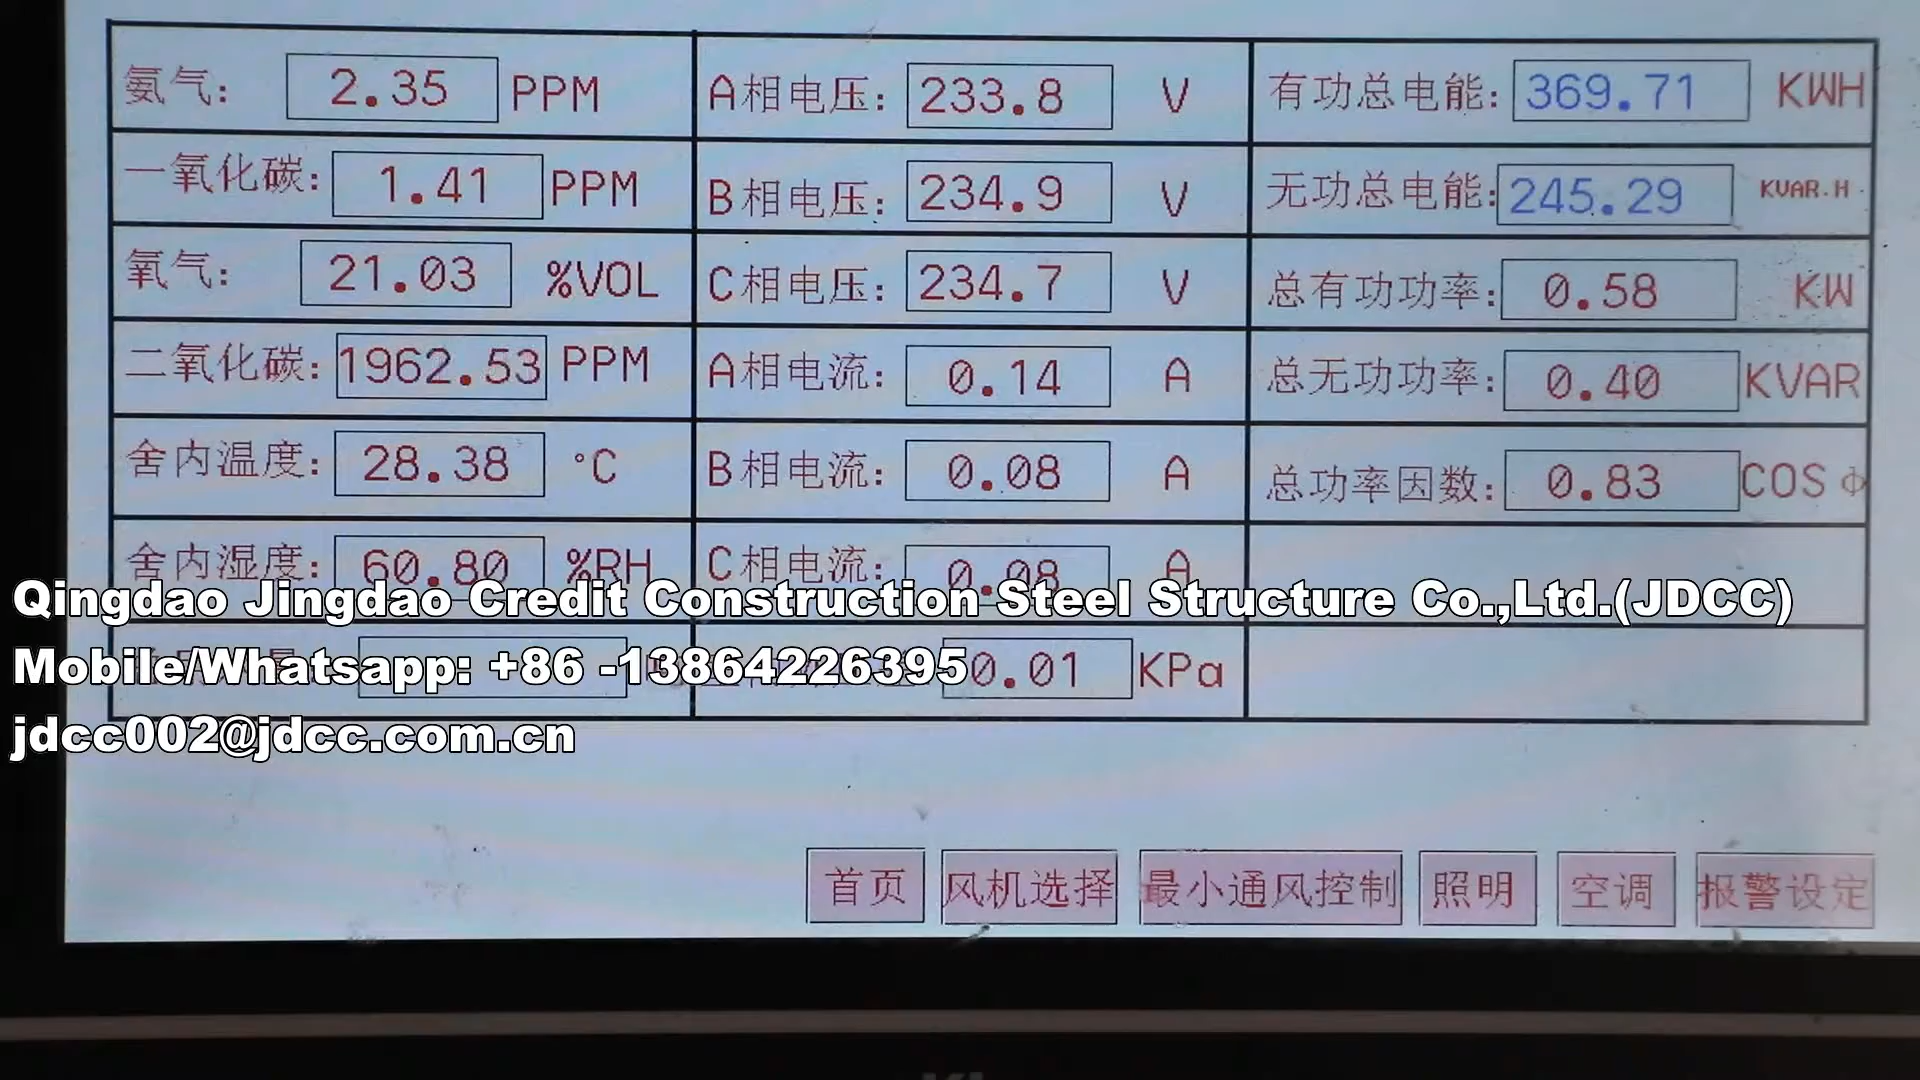 氨气: 2.35 PPM A相电压: 233.8 V 有功总电能: 369.71 KWH
一氧化碳: 1.41 PPM B相电压: 234.9 V 无功总电能: 245.29 KVAR.H
氧气: 21.03 %VOL C相电压: 234.7 V 总有功功率: 0.58 KW
二氧化碳: 1962.53 PPM A相电流: 0.14 A 总无功功率: 0.40 KVAR
舍内温度: 28.38 °C B相电流: 0.08 A 总功率因数: 0.83 COSΦ
舍内湿度: 60.80 %RH C相电流: 0.08 A
Qingdao Jingdao Credit Construction Steel Structure Co.,Ltd.(JDCC)
Mobile/Whatsapp: +86 -13864226395
0.01 KPa
jdcc002@jdcc.com.cn
首页 风机选择 最小通风控制 照明 空调 报警设定